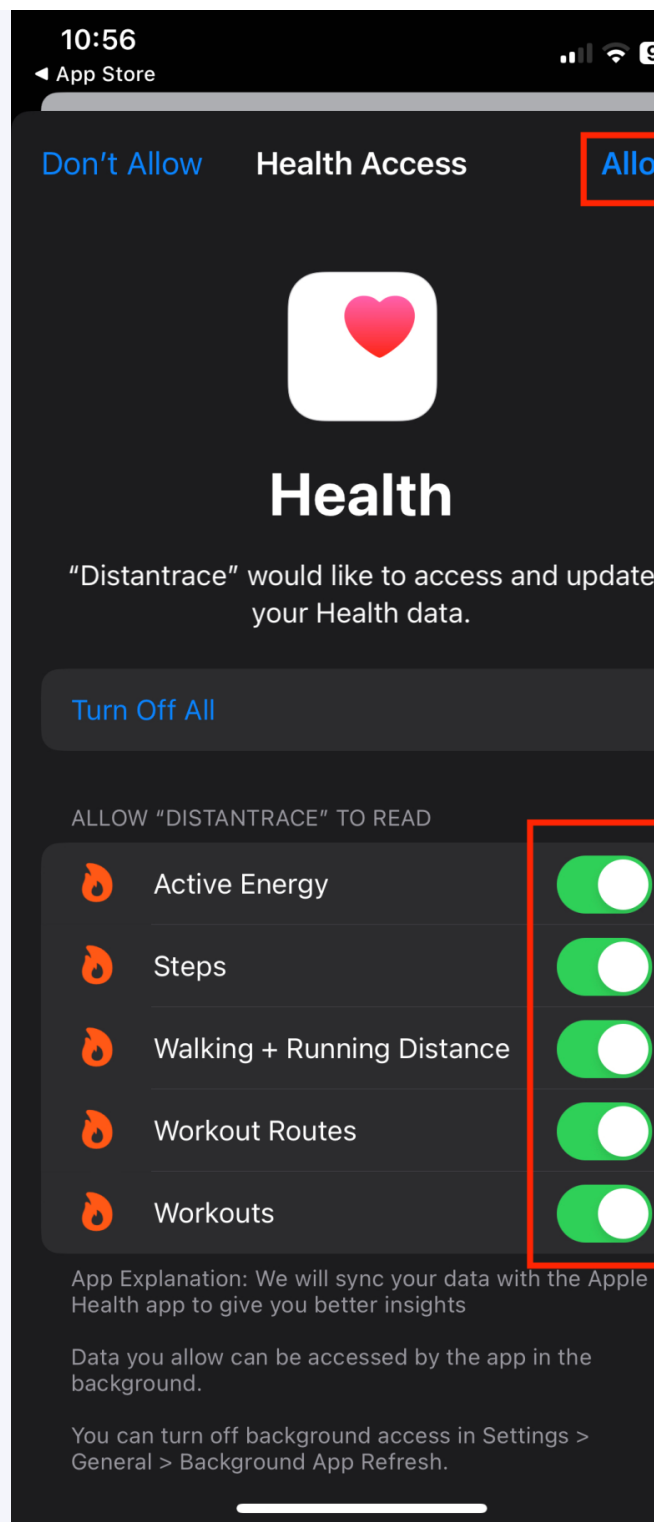 10:56
◀ App Store
Don’t Allow
Health Access
Health
“Distantrace” would like to access and update
your Health data.
Turn Off All
ALLOW “DISTANTRACE” TO READ
Active Energy
Steps
Walking + Running Distance
Workout Routes
Workouts
App Explanation: We will sync your data with the Apple
Health app to give you better insights
Data you allow can be accessed by the app in the
background.
You can turn off background access in Settings >
General > Background App Refresh.